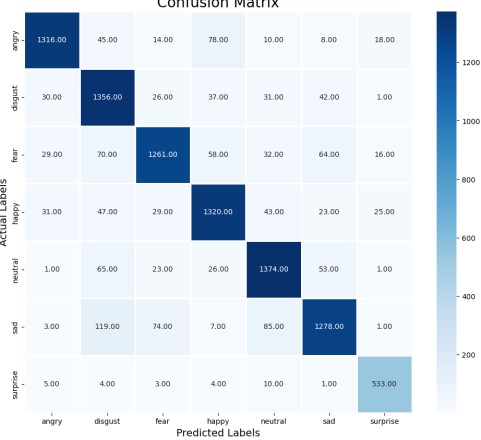 Confusion Matrix
Actual Labels
angry 1316.00 45.00 14.00 78.00 10.00 8.00 18.00
disgust 30.00 1356.00 26.00 37.00 31.00 42.00 1.00
fear 29.00 70.00 1261.00 58.00 32.00 64.00 16.00
happy 31.00 47.00 29.00 1320.00 43.00 23.00 25.00
neutral 1.00 65.00 23.00 26.00 1374.00 53.00 1.00
sad 3.00 119.00 74.00 7.00 85.00 1278.00 1.00
surprise 5.00 4.00 3.00 4.00 10.00 1.00 533.00
angry disgust fear happy neutral sad surprise
Predicted Labels
1200
1000
800
600
400
200